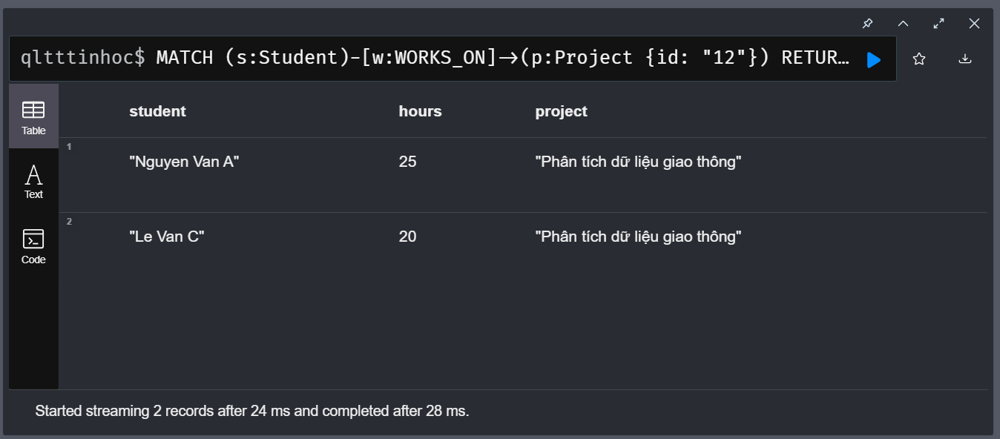 qltttinhoc$ MATCH (s:Student)-[w:WORKS_ON]→(p:Project {id: "12"}) RETUR…
Table
student hours project
1
"Nguyen Van A" 25 "Phân tích dữ liệu giao thông"
Text
2
"Le Van C" 20 "Phân tích dữ liệu giao thông"
Code
Started streaming 2 records after 24 ms and completed after 28 ms.